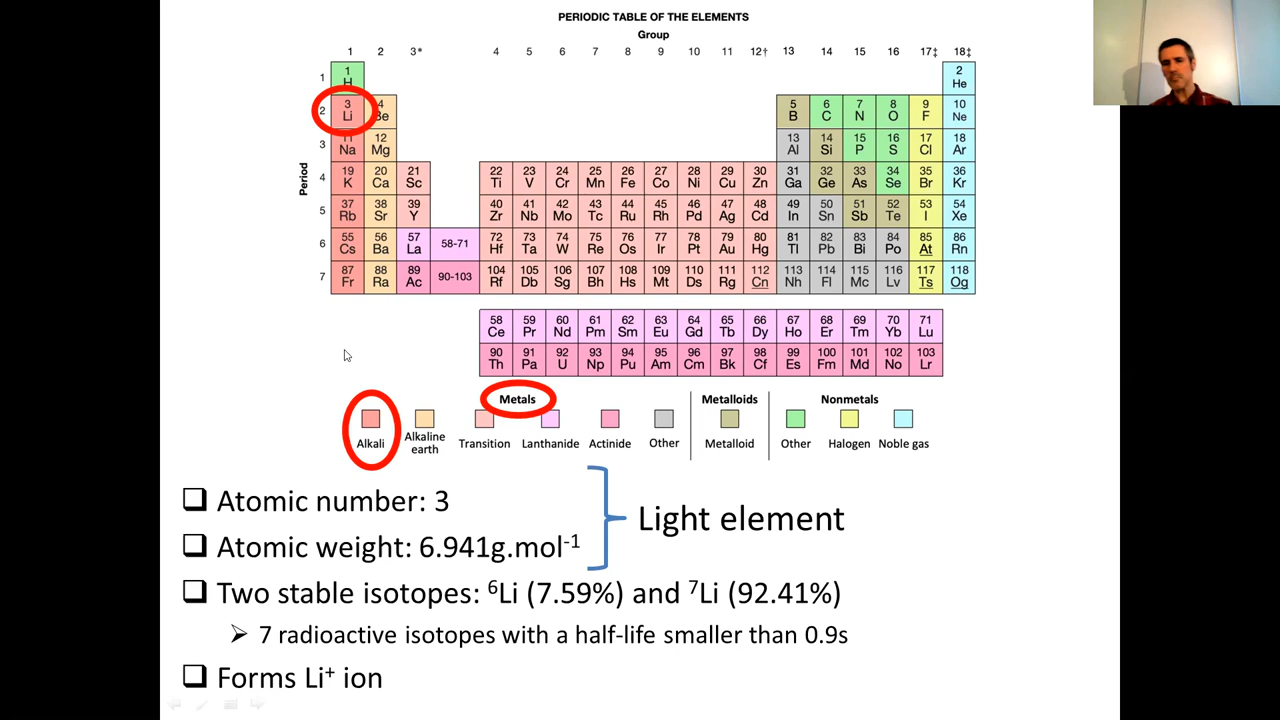 PERIODIC TABLE OF THE ELEMENTS
Group
1 2 3* 4 5 6 7 8 9 10 11 12† 13 14 15 16 17‡ 18‡
Period
1
1 2
H He
2
3 4 5 6 7 8 9 10
Li Be B C N O F Ne
3
11 12 13 14 15 16 17 18
Na Mg Al Si P S Cl Ar
4
19 20 21 22 23 24 25 26 27 28 29 30 31 32 33 34 35 36
K Ca Sc Ti V Cr Mn Fe Co Ni Cu Zn Ga Ge As Se Br Kr
5
37 38 39 40 41 42 43 44 45 46 47 48 49 50 51 52 53 54
Rb Sr Y Zr Nb Mo Tc Ru Rh Pd Ag Cd In Sn Sb Te I Xe
6
55 56 57 58-71 72 73 74 75 76 77 78 79 80 81 82 83 84 85 86
Cs Ba La Hf Ta W Re Os Ir Pt Au Hg Tl Pb Bi Po At Rn
7
87 88 89 90-103 104 105 106 107 108 109 110 111 112 113 114 115 116 117 118
Fr Ra Ac Rf Db Sg Bh Hs Mt Ds Rg Cn Nh Fl Mc Lv Ts Og
58 59 60 61 62 63 64 65 66 67 68 69 70 71
Ce Pr Nd Pm Sm Eu Gd Tb Dy Ho Er Tm Yb Lu
90 91 92 93 94 95 96 97 98 99 100 101 102 103
Th Pa U Np Pu Am Cm Bk Cf Es Fm Md No Lr
Metals Metalloids Nonmetals
Alkali Alkaline earth Transition Lanthanide Actinide Other Metalloid Other Halogen Noble gas
Atomic number: 3
Atomic weight: 6.941g.mol⁻¹
Light element
Two stable isotopes: ⁶Li (7.59%) and ⁷Li (92.41%)
7 radioactive isotopes with a half-life smaller than 0.9s
Forms Li⁺ ion